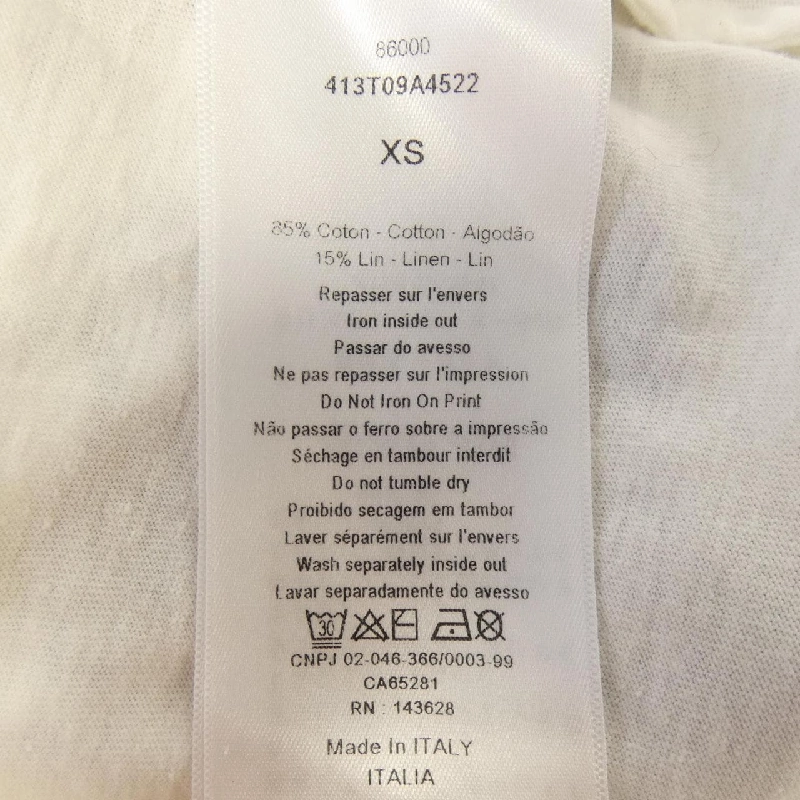 86000
413T09A4522
XS
85% Coton - Cotton - Algodão
15% Lin - Linen - Lin
Repasser sur l'envers
Iron inside out
Passar do avesso
Ne pas repasser sur l'impression
Do Not Iron On Print
Não passar o ferro sobre a impressão
Séchage en tambour interdit
Do not tumble dry
Proibido secagem em tambor
Laver séparément sur l'envers
Wash separately inside out
Lavar separadamente do avesso
30
CNPJ 02-046-366/0003-99
CA65281
RN : 143628
Made In ITALY
ITALIA